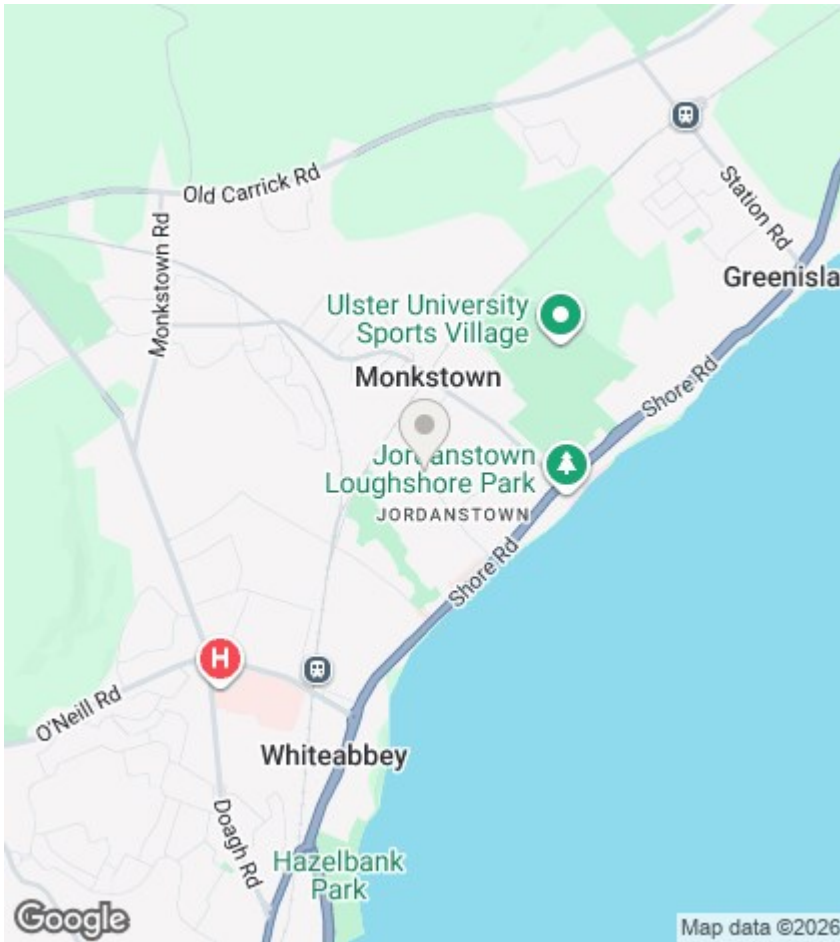 Old Carrick Rd
Monkstown Rd
Station Rd
Greenisla
Ulster University
Sports Village
Monkstown
Shore Rd
Jordanstown
Loughshore Park
JORDANSTOWN
Shore Rd
H
O'Neill Rd
Whiteabbey
Doagh Rd
Hazelbank
Park
Google
Map data ©2026